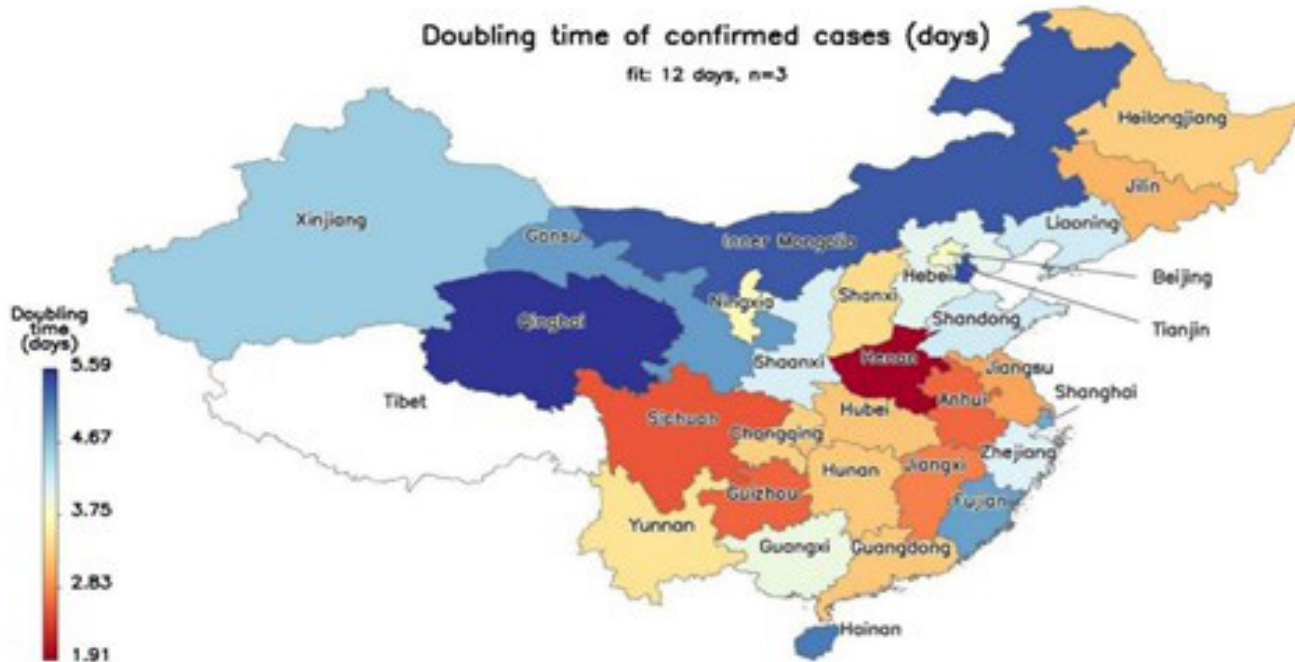 Doubling time of confirmed cases (days)
fit: 12 days, n=3
Heilongjiang
Jilin
Xinjiang
Liaoning
Gansu
Inner Mongolia
Beijing
Hebei
Ningxia
Shanxi
Tianjin
Shandong
Qinghai
Doubling
time
(days)
5.59
4.67
3.75
2.83
1.91
Shaanxi
Henan
Jiangsu
Shanghai
Tibet
Anhui
Hubei
Sichuan
Chongqing
Zhejiang
Hunan
Jiangxi
Guizhou
Fujian
Yunnan
Guangxi
Guangdong
Hainan